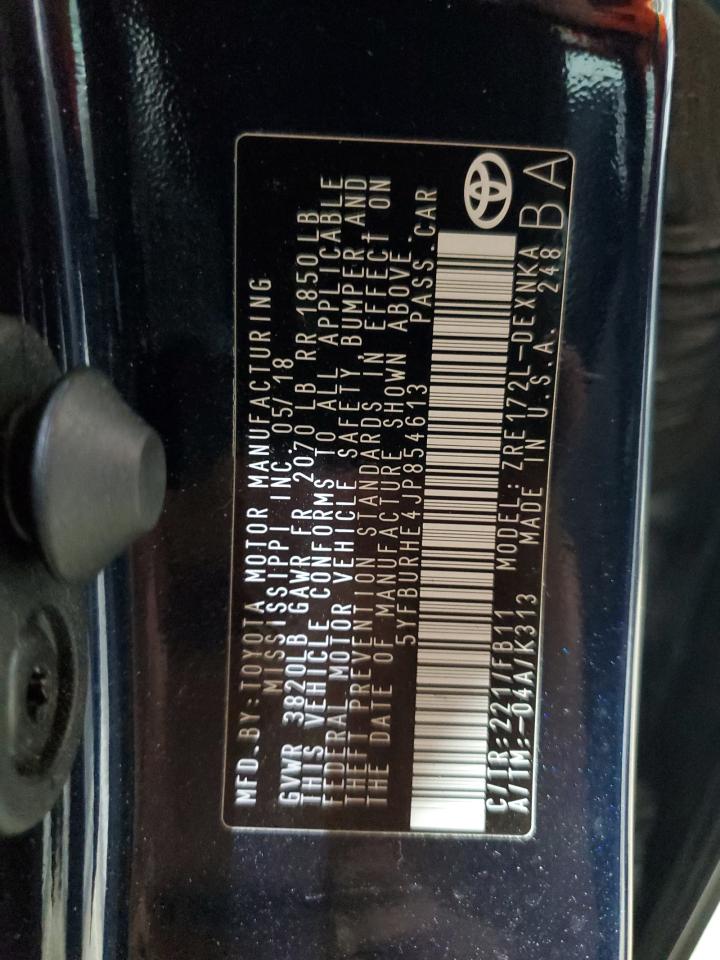 MFD. BY: TOYOTA MOTOR MANUFACTURING
MISSISSIPPI INC. 05/18
GVWR 3820LB GAWR FR 2070 LB RR 1850 LB
THIS VEHICLE CONFORMS TO ALL APPLICABLE
FEDERAL MOTOR VEHICLE SAFETY, BUMPER, AND
THEFT PREVENTION STANDARDS IN EFFECT ON
THE DATE OF MANUFACTURE SHOWN ABOVE.
5YFBURHE4JP854613 PASS. CAR
C/TR: 221/FB11 MODEL: ZRE172L-DEXNKA
A/TM: -04A/K313 MADE IN U.S.A. 248 BA